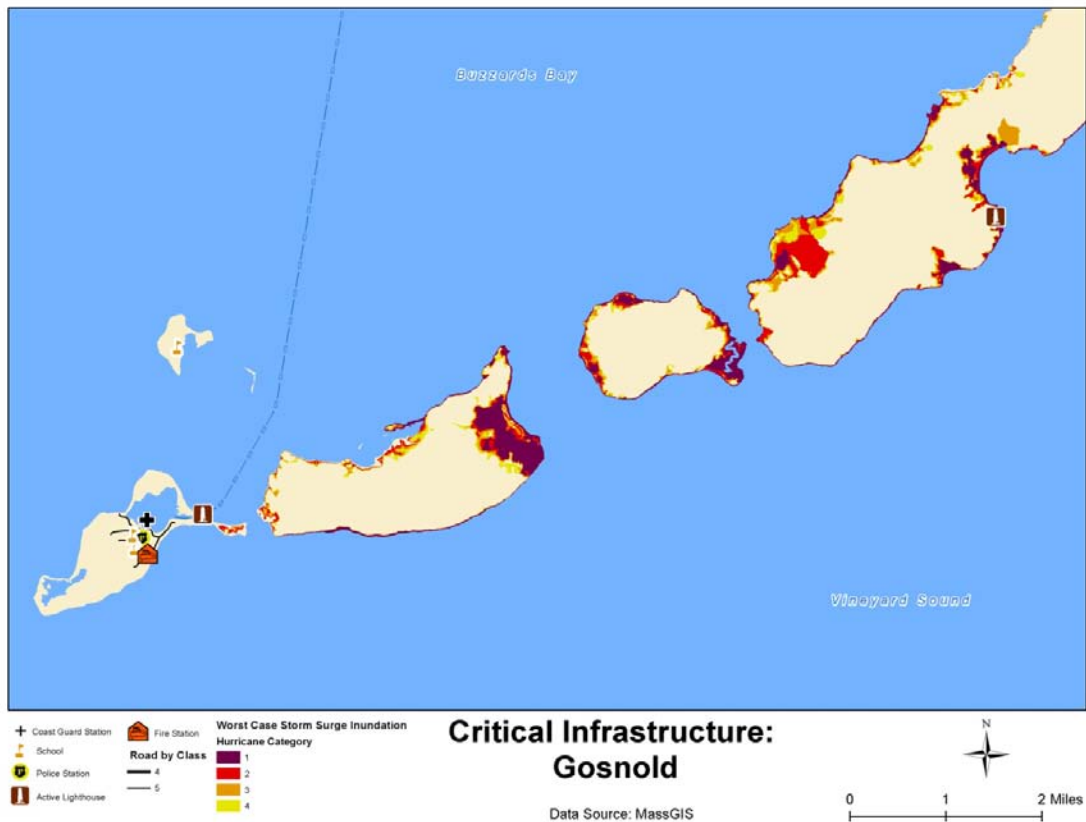 Buzzards Bay
Vineyard Sound
Coast Guard Station
School
Police Station
Active Lighthouse
Fire Station
Road by Class
4
5
Worst Case Storm Surge Inundation
Hurricane Category
1
2
3
4
Critical Infrastructure:
Gosnold
Data Source: MassGIS
N
0 1 2 Miles